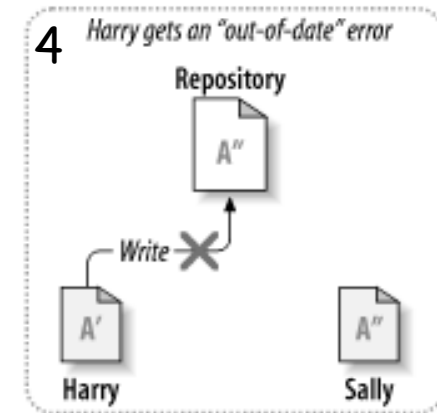 4 Harry gets an “out-of-date” error
Repository
A″
Write
A′
A″
Harry
Sally